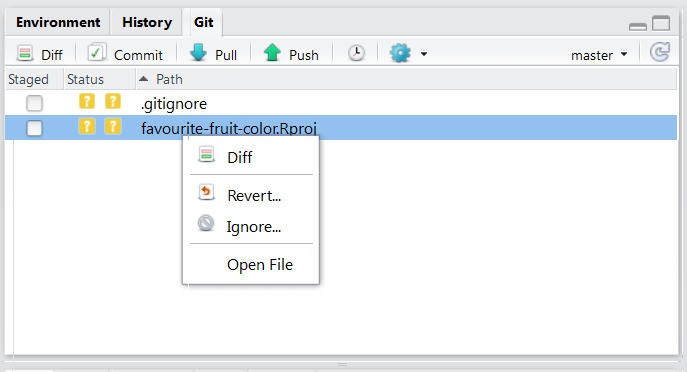 Environment History Git
Diff Commit Pull Push master
Staged Status Path
? ? .gitignore
? ? favourite-fruit-color.Rproj
Diff
Revert...
Ignore...
Open File